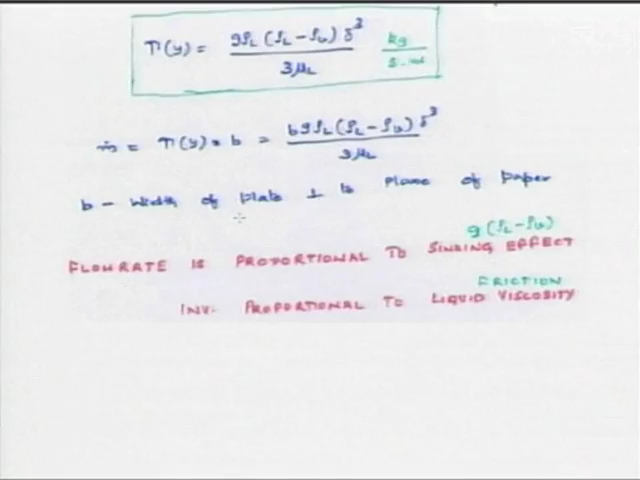 Γ(y) = gρL (ρL − ρv) δ³ / 3μL kg / s-m
ṁ = Γ(y) × b = b g ρL (ρL − ρv) δ³ / 3μL
b - Width of plate ⊥ to Plane of Paper
g (ρL − ρv)
FLOWRATE IS PROPORTIONAL TO SINKING EFFECT
FRICTION
INV. PROPORTIONAL TO LIQUID VISCOSITY